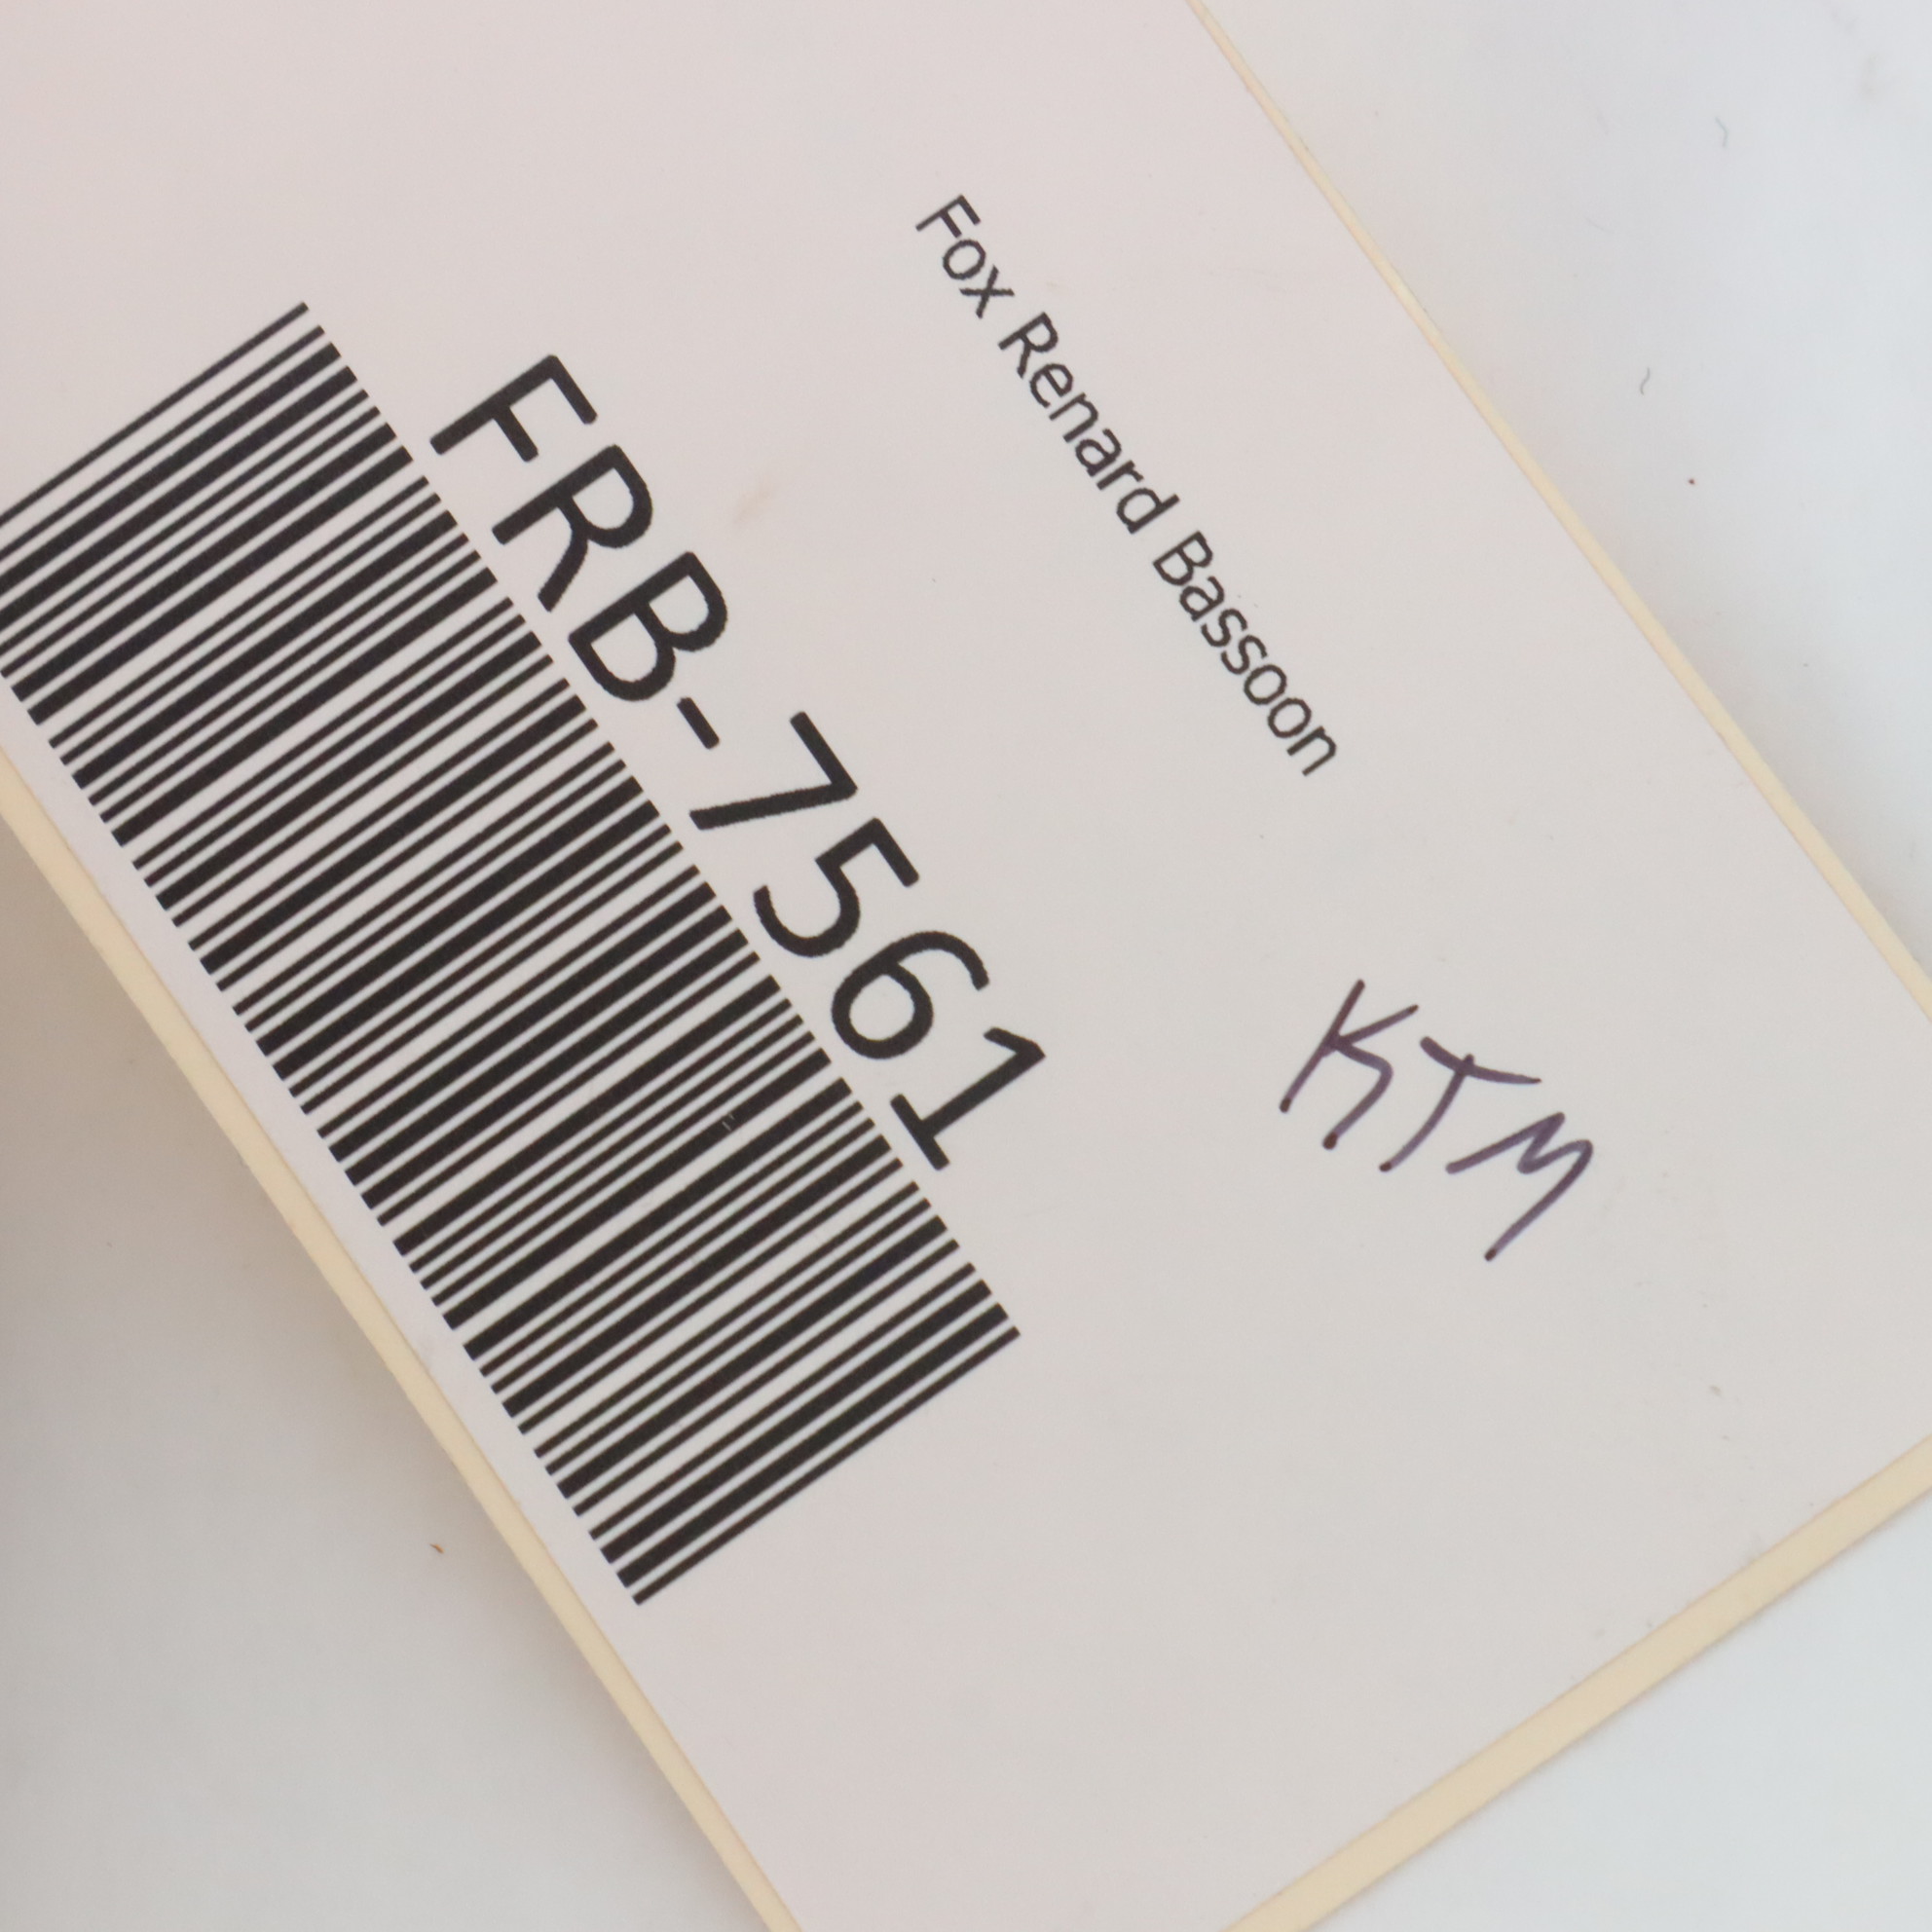 Fox Renard Bassoon
FRB-7561
KTM